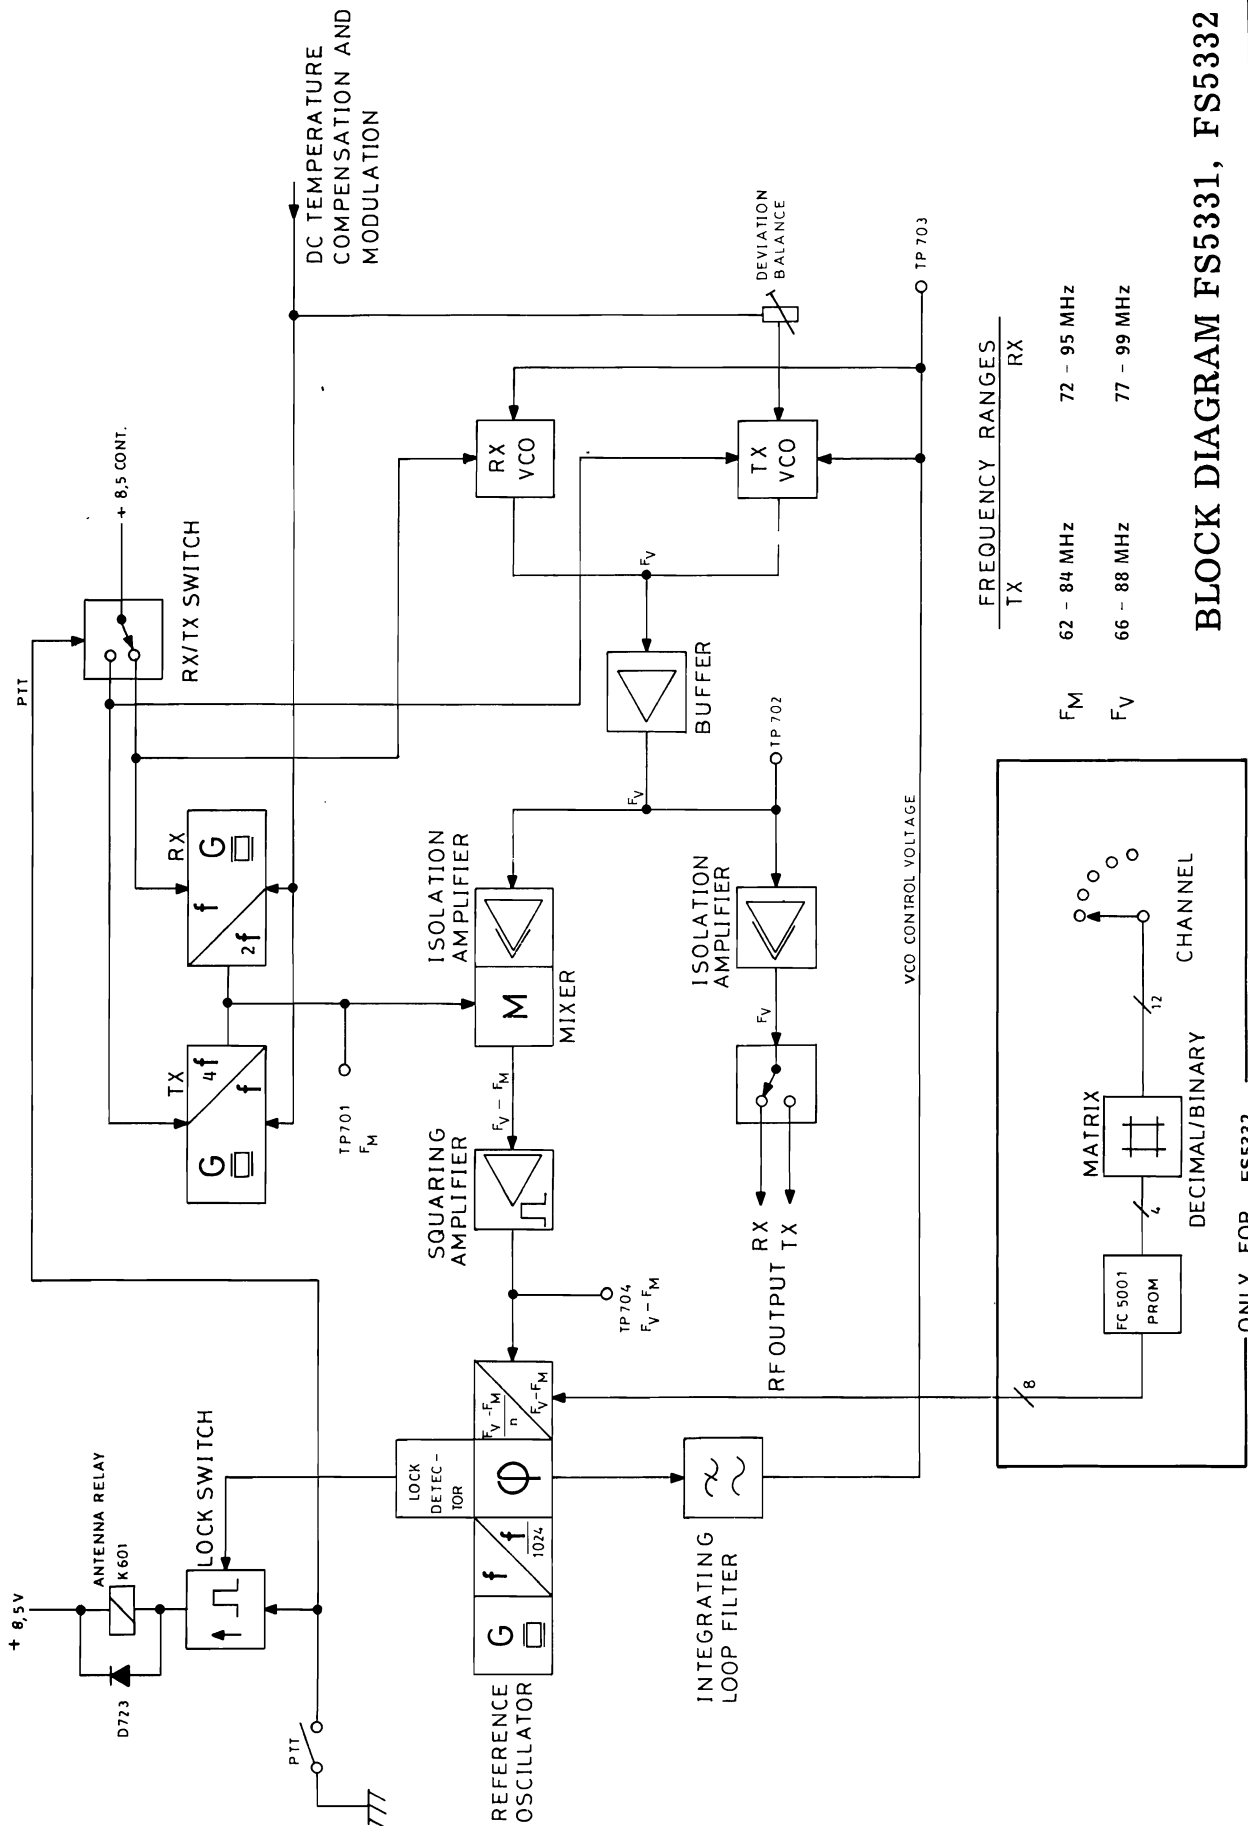 + 8,5V
ANTENNA RELAY
K601
D723
LOCK SWITCH
PTT
PTT
+ 8,5 CONT.
RX/TX SWITCH
TX
4f
f
G
RX
f
2f
G
DC TEMPERATURE
COMPENSATION AND
MODULATION
TP701
FM
REFERENCE
OSCILLATOR
G
f
f
1024
LOCK
DETEC-
TOR
φ
FV - FM
n
FV-FM
SQUARING
AMPLIFIER
FV - FM
M
MIXER
ISOLATION
AMPLIFIER
TP704
FV - FM
FV
BUFFER
FV
RX
VCO
TX
VCO
DEVIATION
BALANCE
TP 702
ISOLATION
AMPLIFIER
FV
RF OUTPUT
RX
TX
INTEGRATING
LOOP FILTER
VCO CONTROL VOLTAGE
TP 703
8
FC 5001
PROM
4
MATRIX
DECIMAL/BINARY
12
CHANNEL
ONLY FOR FS5332
FREQUENCY RANGES
TX RX
FM 62 - 84 MHz 72 - 95 MHz
FV 66 - 88 MHz 77 - 99 MHz
BLOCK DIAGRAM FS5331, FS5332